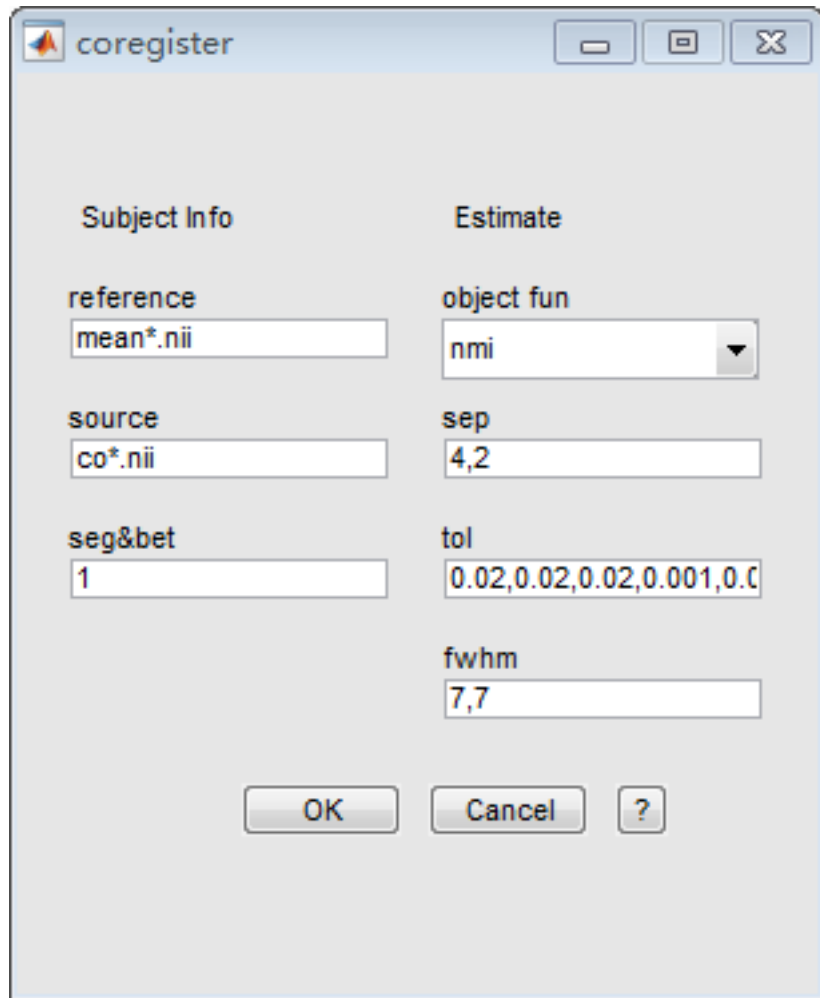 coregister
Subject Info
Estimate
reference
mean*.nii
object fun
nmi
source
co*.nii
sep
4,2
seg&bet
1
tol
0.02,0.02,0.02,0.001,0.0
fwhm
7,7
OK
Cancel
?